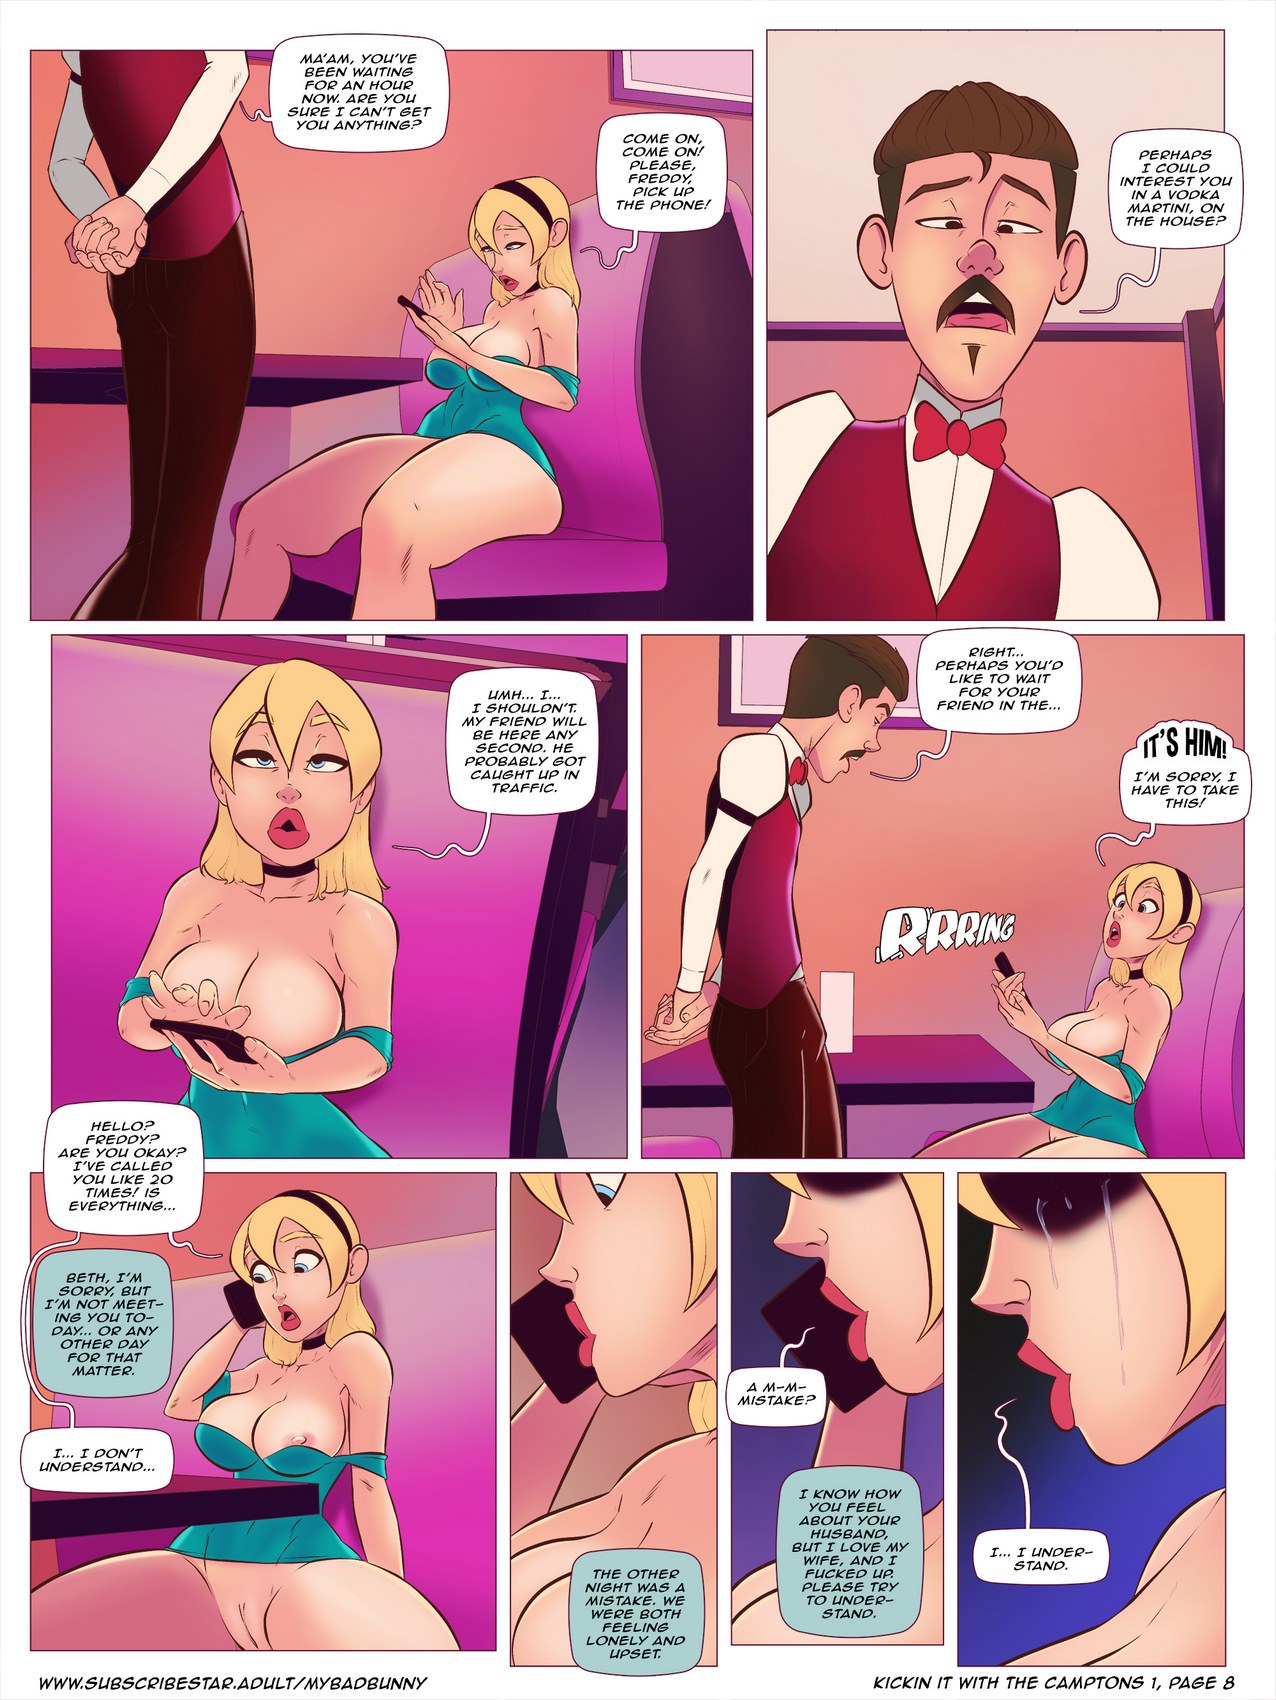 MA'AM, YOU'VE
BEEN WAITING
FOR AN HOUR
NOW. ARE YOU
SURE I CAN'T GET
YOU ANYTHING?
COME ON,
COME ON!
PLEASE,
FREDDY,
PICK UP
THE PHONE!
PERHAPS
I COULD
INTEREST YOU
IN A VODKA
MARTINI, ON
THE HOUSE?
UMH... I...
I SHOULDN'T.
MY FRIEND WILL
BE HERE ANY
SECOND. HE
PROBABLY GOT
CAUGHT UP IN
TRAFFIC.
RIGHT...
PERHAPS YOU'D
LIKE TO WAIT
FOR YOUR
FRIEND IN THE...
RRRRING
IT'S HIM!
I'M SORRY, I
HAVE TO TAKE
THIS!
HELLO?
FREDDY?
ARE YOU OKAY?
I'VE CALLED
YOU LIKE 20
TIMES! IS
EVERYTHING...
BETH, I'M
SORRY, BUT
I'M NOT MEET-
ING YOU TO-
DAY... OR ANY
OTHER DAY
FOR THAT
MATTER.
I... I DON'T
UNDERSTAND...
THE OTHER
NIGHT WAS A
MISTAKE. WE
WERE BOTH
FEELING
LONELY AND
UPSET.
A M-M-
MISTAKE?
I KNOW HOW
YOU FEEL
ABOUT YOUR
HUSBAND,
BUT I LOVE MY
WIFE, AND I
FUCKED UP.
PLEASE TRY
TO UNDER-
STAND.
I... I UNDER-
STAND.
WWW.SUBSCRIBESTAR.ADULT/MYBADBUNNY
KICKIN IT WITH THE CAMPTONS 1, PAGE 8